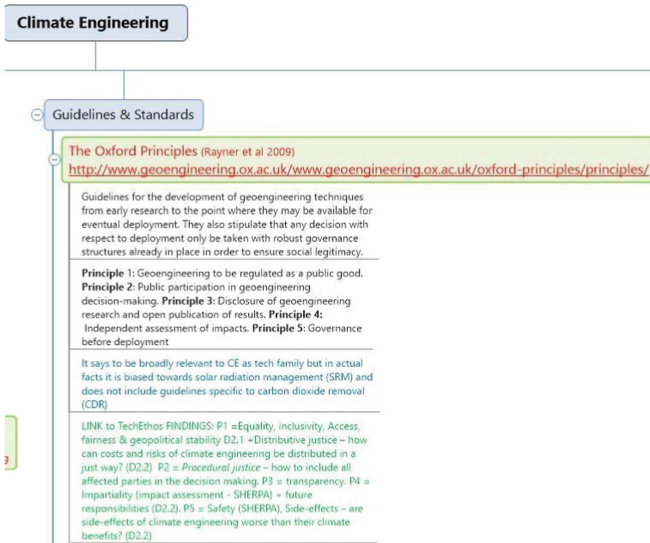 Climate Engineering
Guidelines & Standards
The Oxford Principles (Rayner et al 2009)
http://www.geoengineering.ox.ac.uk/www.geoengineering.ox.ac.uk/oxford-principles/principles/
Guidelines for the development of geoengineering techniques
from early research to the point where they may be available for
eventual deployment. They also stipulate that any decision with
respect to deployment only be taken with robust governance
structures already in place in order to ensure social legitimacy.
Principle 1: Geoengineering to be regulated as a public good.
Principle 2: Public participation in geoengineering
decision-making. Principle 3: Disclosure of geoengineering
research and open publication of results. Principle 4:
Independent assessment of impacts. Principle 5: Governance
before deployment
It says to be broadly relevant to CE as tech family but in actual
facts it is biased towards solar radiation management (SRM) and
does not include guidelines specific to carbon dioxide removal
(CDR)
LINK to TechEthos FINDINGS: P1 =Equality, inclusivity, Access,
fairness & geopolitical stability D2.1 +Distributive justice – how
can costs and risks of climate engineering be distributed in a
just way? (D2.2) P2 = Procedural justice – how to include all
affected parties in the decision making. P3 = transparency. P4 =
Impartiality (impact assessment - SHERPA) + future
responsibilities (D2.2). P5 = Safety (SHERPA), Side-effects – are
side-effects of climate engineering worse than their climate
benefits? (D2.2)